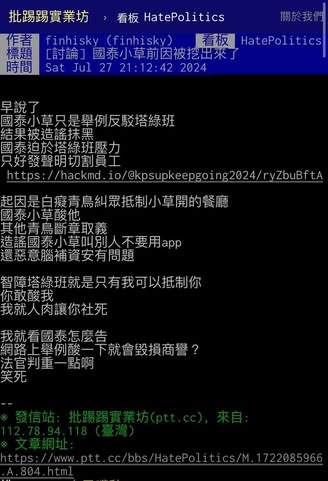 批踢踢實業坊 › 看板 HatePolitics 關於我們
作者 finhisky (finhisky) 看板 HatePolitics
標題 [討論] 國泰小草前因被挖出來了
時間 Sat Jul 27 21:12:42 2024
早說了
國泰小草只是舉例反駁塔綠班
結果被造謠抹黑
國泰迫於塔綠班壓力
只好發聲明切割員工
https://hackmd.io/@kpsupkeepgoing2024/ryZbuBftA
起因是白癡青鳥糾眾抵制小草開的餐廳
國泰小草酸他
其他青鳥斷章取義
造謠國泰小草叫別人不要用app
還惡意腦補資安有問題
智障塔綠班就是只有我可以抵制你
你敢酸我
我就人肉讓你社死
我就看國泰怎麼告
網路上舉例酸一下就會毀損商譽？
法官判重一點啊
笑死
--
※ 發信站: 批踢踢實業坊(ptt.cc), 來自:
112.78.94.118 (臺灣)
※ 文章網址:
https://www.ptt.cc/bbs/HatePolitics/M.1722085966
.A.804.html